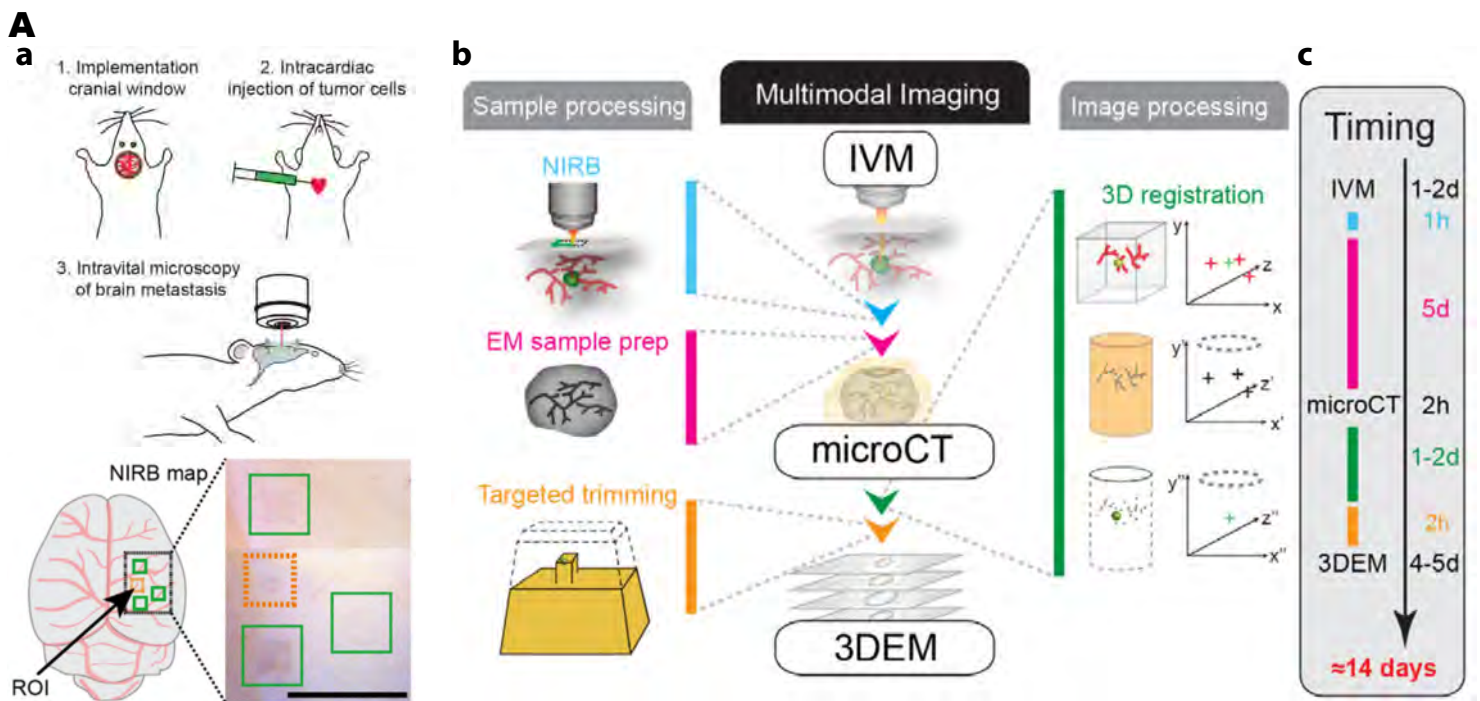 A
a
1. Implementation
cranial window
2. Intracardiac
injection of tumor cells
3. Intravital microscopy
of brain metastasis
NIRB map
ROI
b
Sample processing
Multimodal Imaging
Image processing
NIRB
IVM
3D registration
y
z
x
EM sample prep
y'
z'
x'
microCT
Targeted trimming
y"
z"
x"
3DEM
c
Timing
IVM
1-2d
1h
5d
microCT
2h
1-2d
2h
3DEM
4-5d
≈14 days